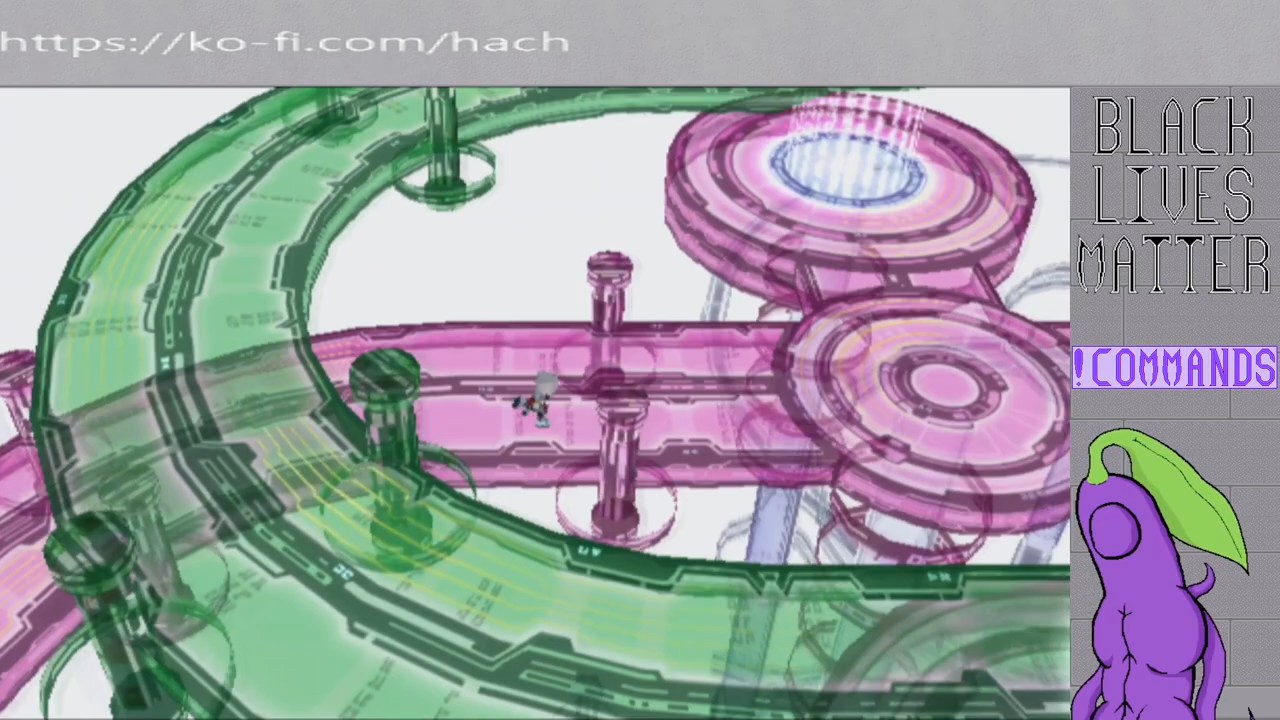 https://ko-fi.com/hach
BLACK
LIVES
MATTER
!COMMANDS